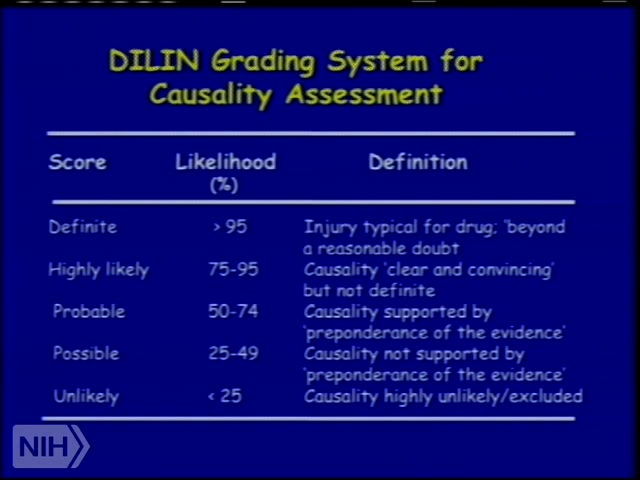 DILIN Grading System for
Causality Assessment
Score Likelihood Definition
(%)
Definite > 95 Injury typical for drug; 'beyond
a reasonable doubt
Highly likely 75-95 Causality 'clear and convincing'
but not definite
Probable 50-74 Causality supported by
'preponderance of the evidence'
Possible 25-49 Causality not supported by
'preponderance of the evidence'
Unlikely < 25 Causality highly unlikely/excluded
NIH